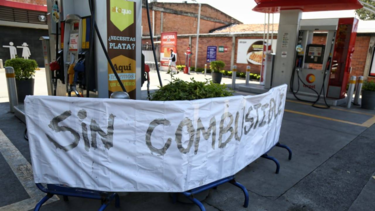 ¿NECESITAS
PLATA?
Aquí
SIN COMBUSTIBLE